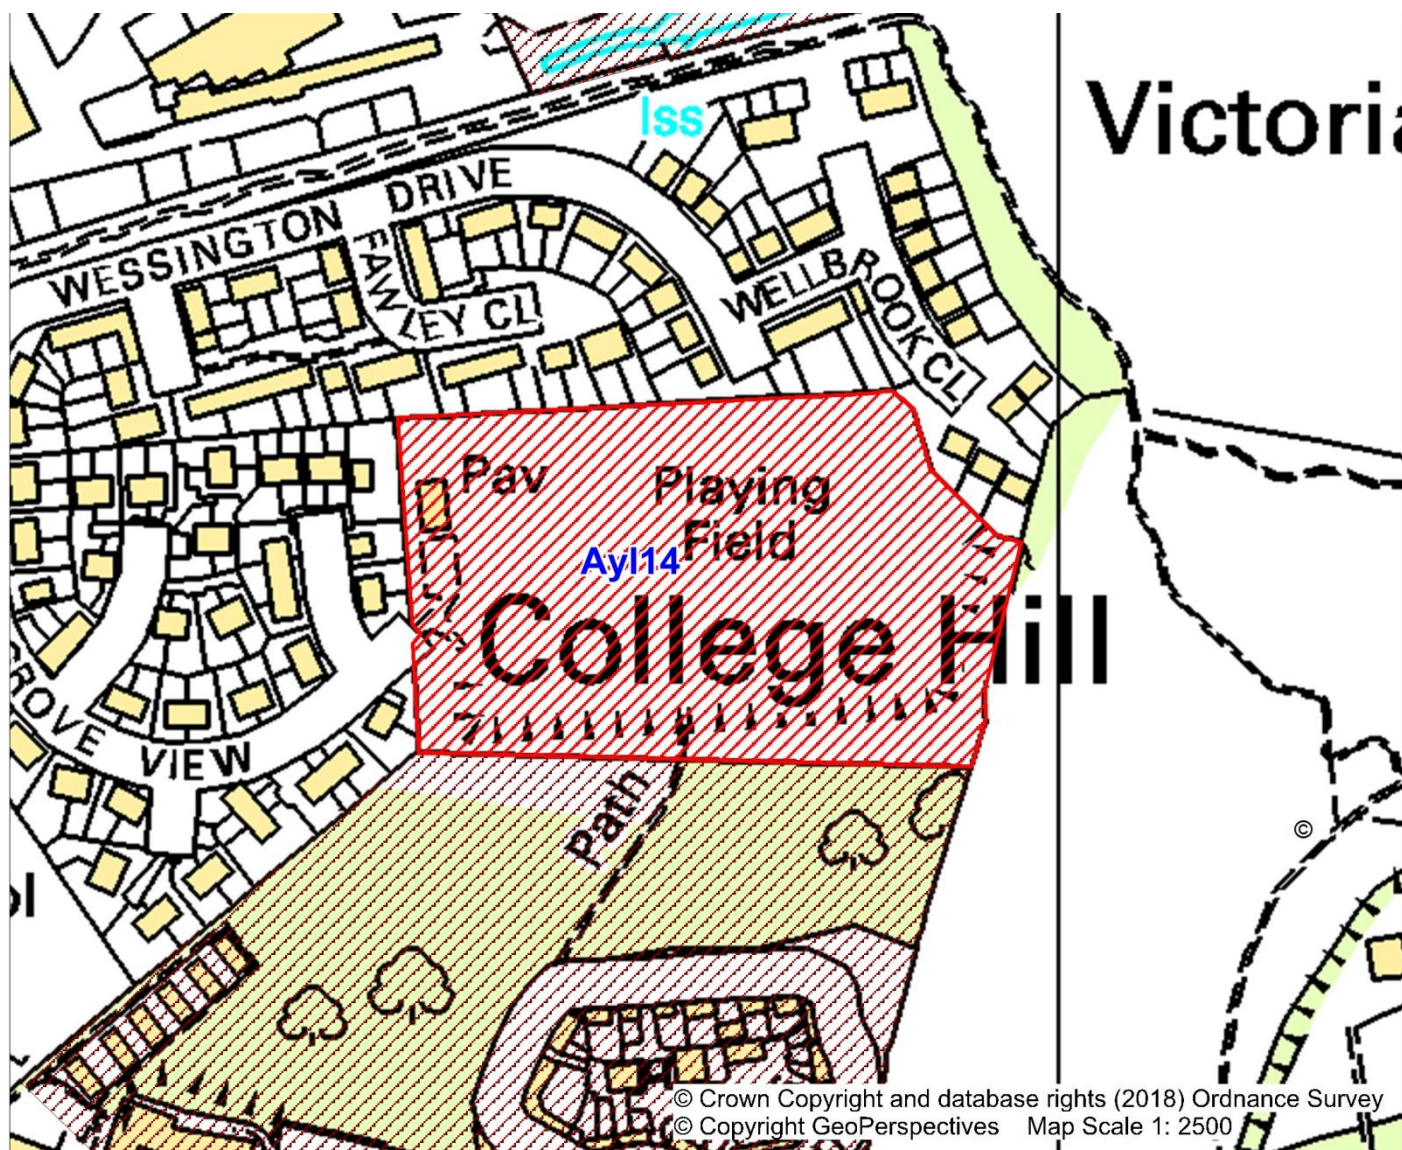 Victoria
Iss
WESSINGTON DRIVE
FAWLEY CL
WELLBROOK CL
Pav
Playing
Field
Ayl14
College Hill
GROVE VIEW
Path
©
© Crown Copyright and database rights (2018) Ordnance Survey
© Copyright GeoPerspectives Map Scale 1: 2500